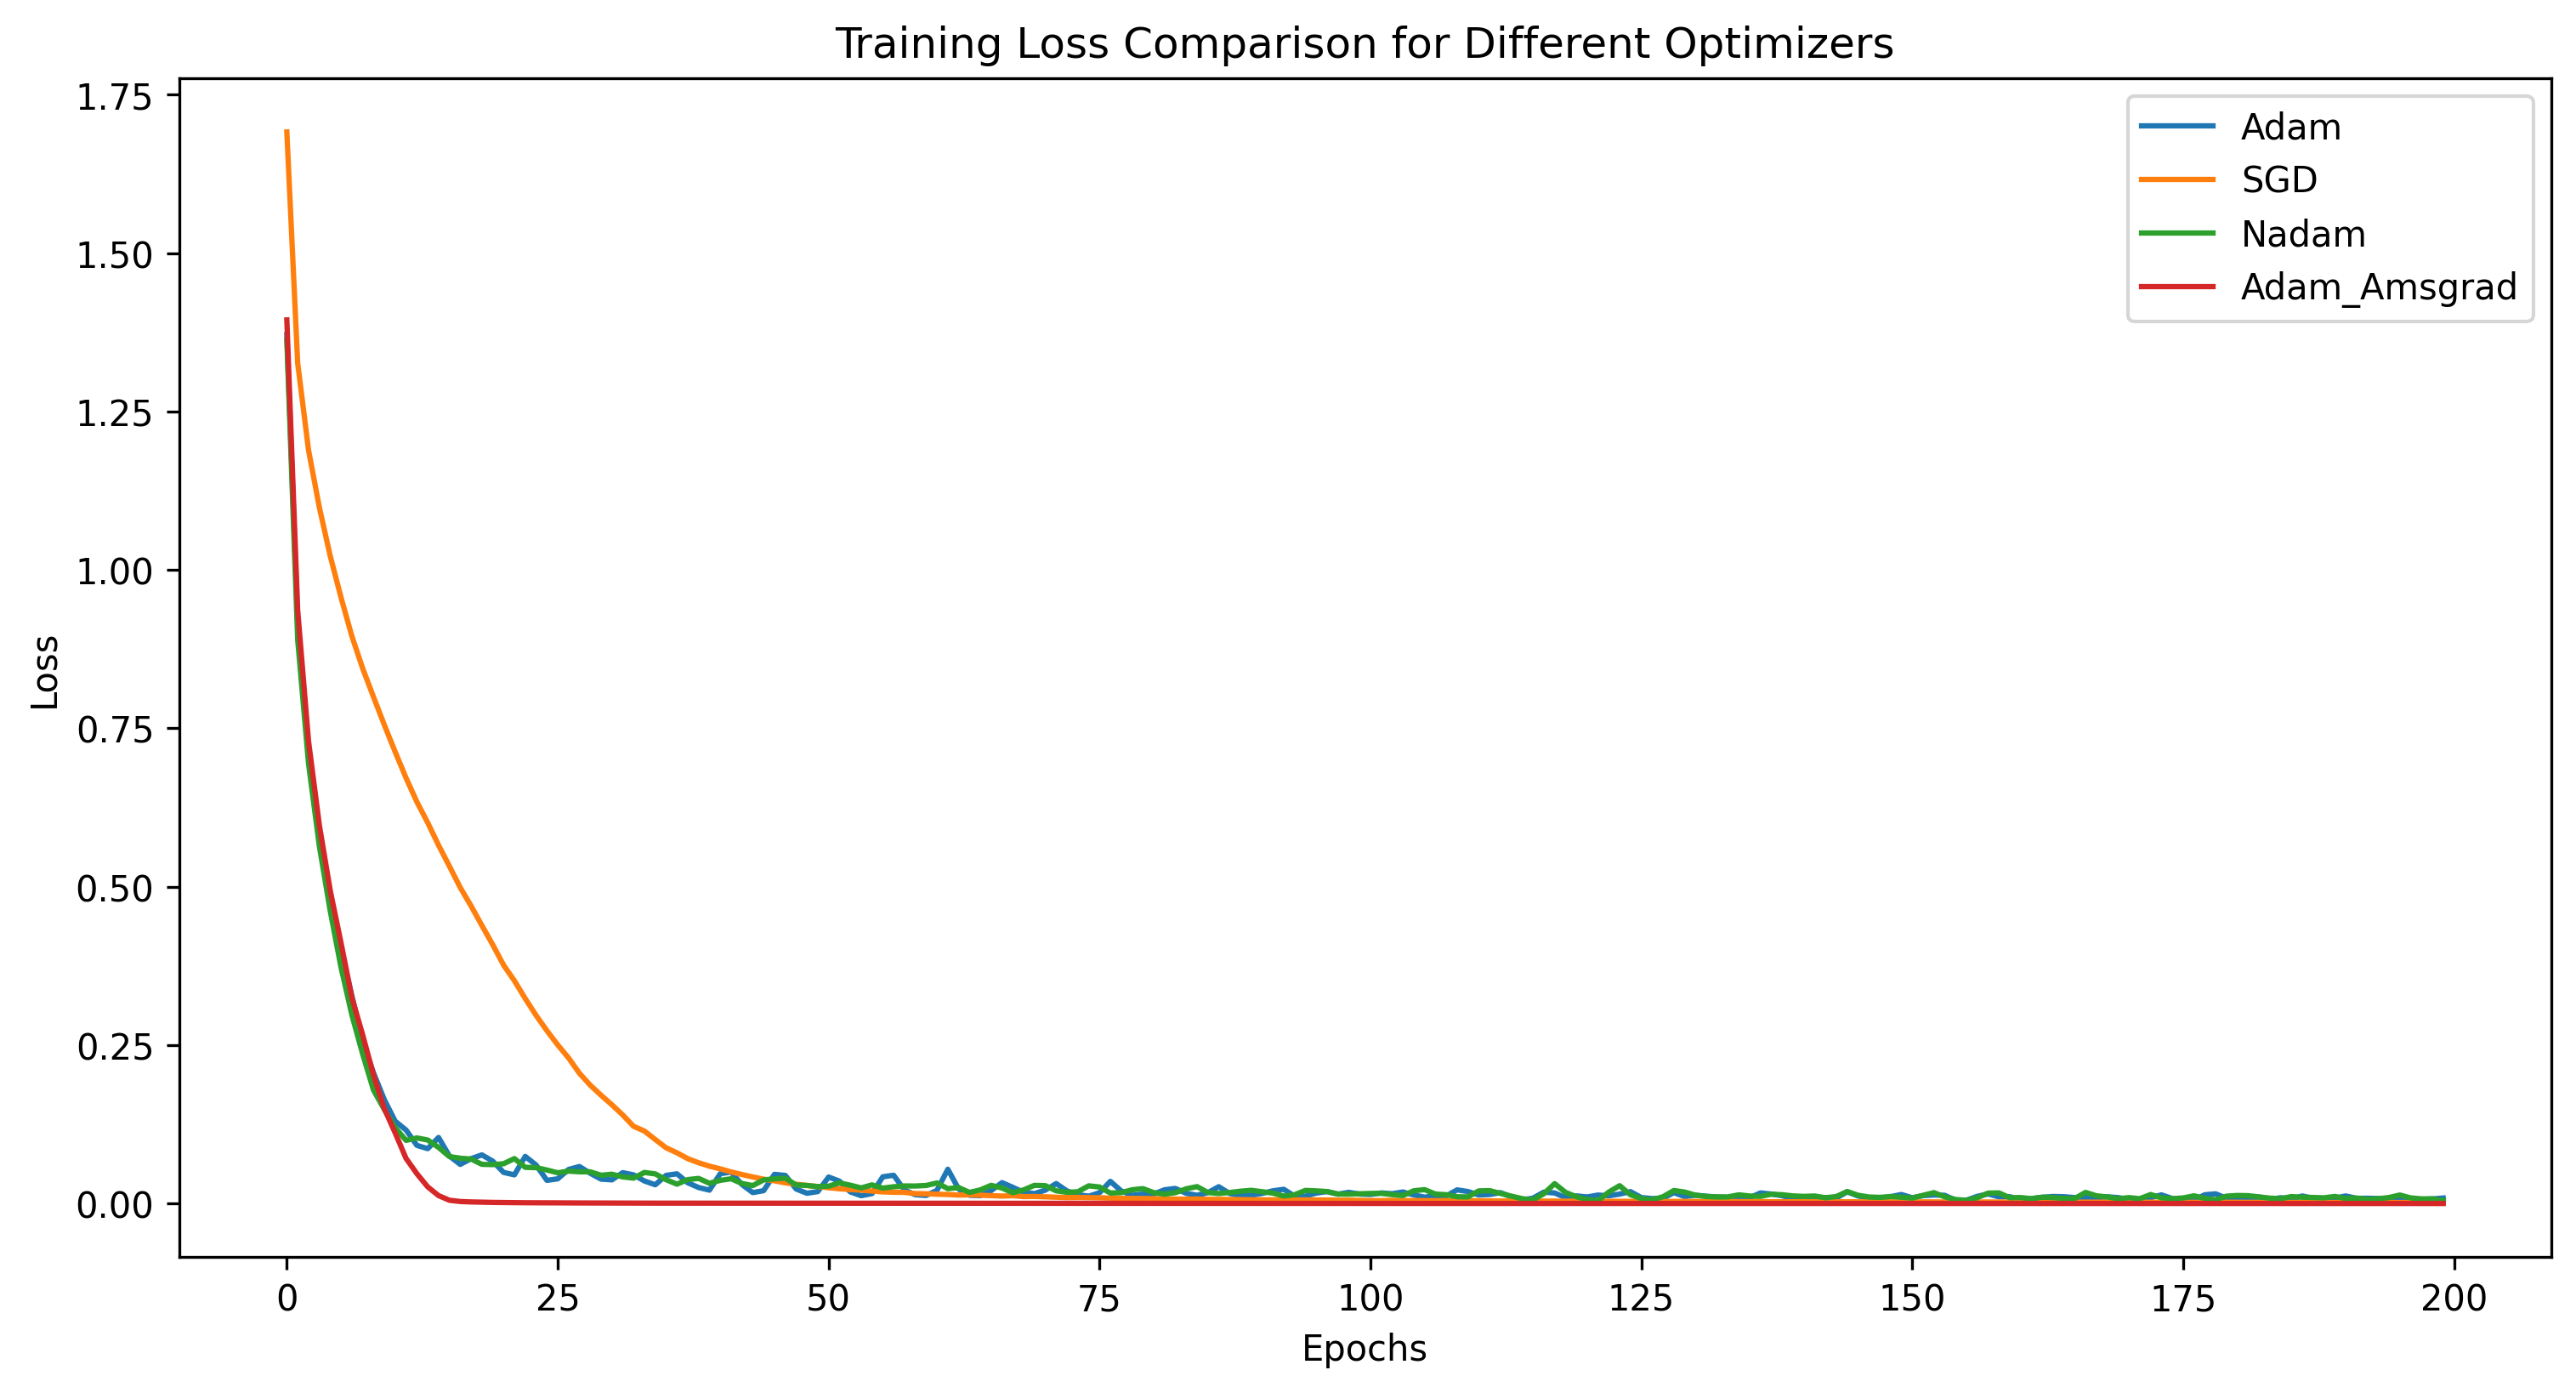 Training Loss Comparison for Different Optimizers
1.75
1.50
1.25
1.00
0.75
0.50
0.25
0.00
Loss
Adam
SGD
Nadam
Adam_Amsgrad
0 25 50 75 100 125 150 175 200
Epochs